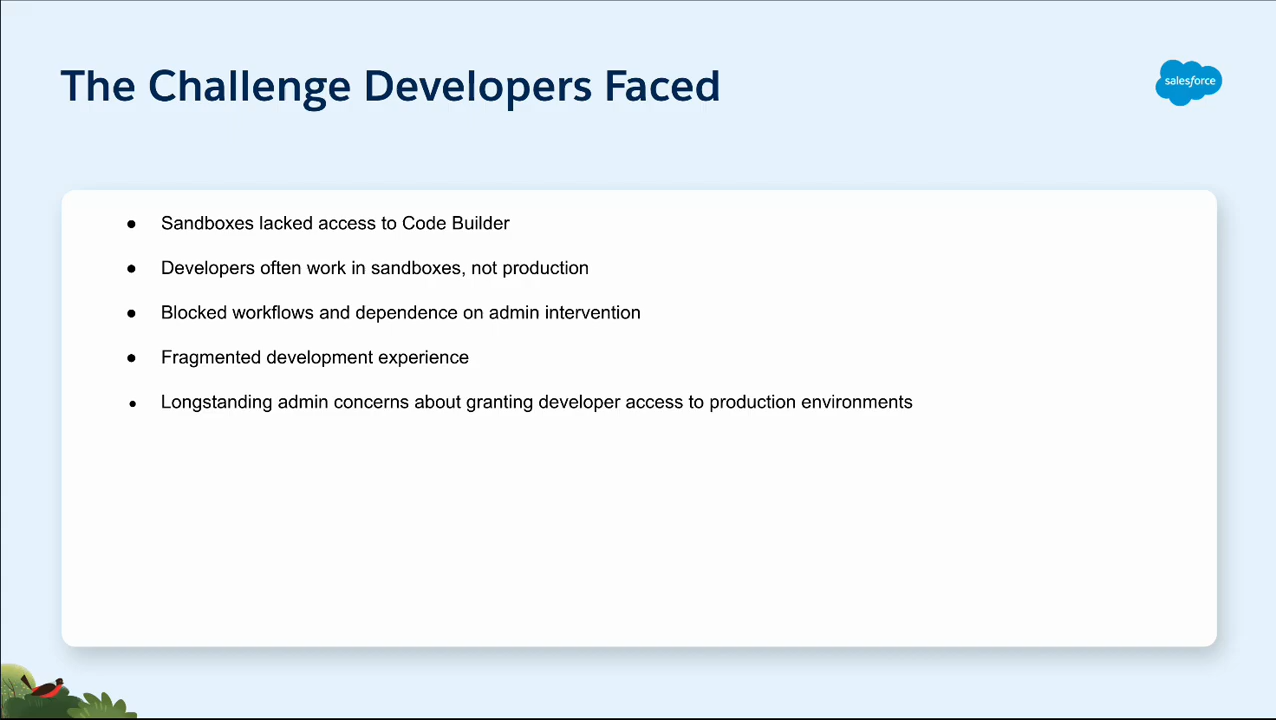 The Challenge Developers Faced
salesforce
● Sandboxes lacked access to Code Builder
● Developers often work in sandboxes, not production
● Blocked workflows and dependence on admin intervention
● Fragmented development experience
● Longstanding admin concerns about granting developer access to production environments